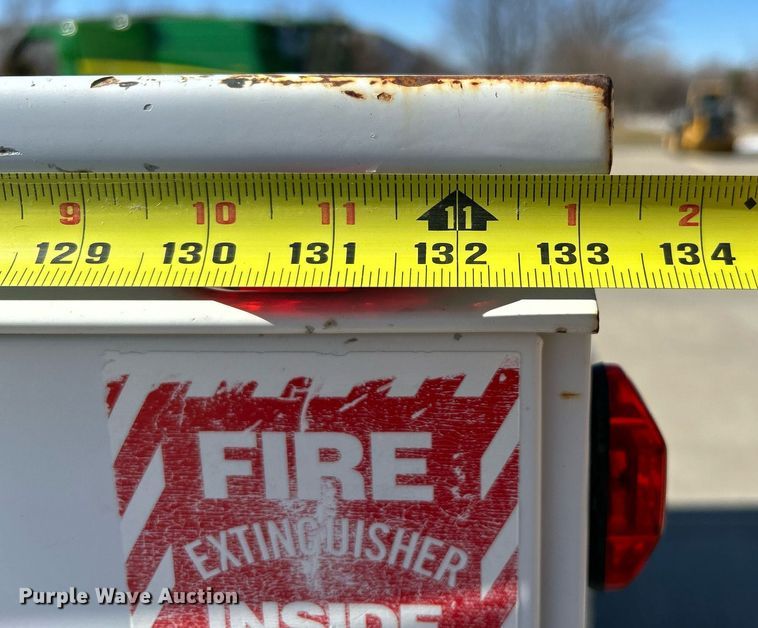 9 10 11 11 1 2
129 130 131 132 133 134
FIRE
EXTINGUISHER
INSIDE
Purple Wave Auction